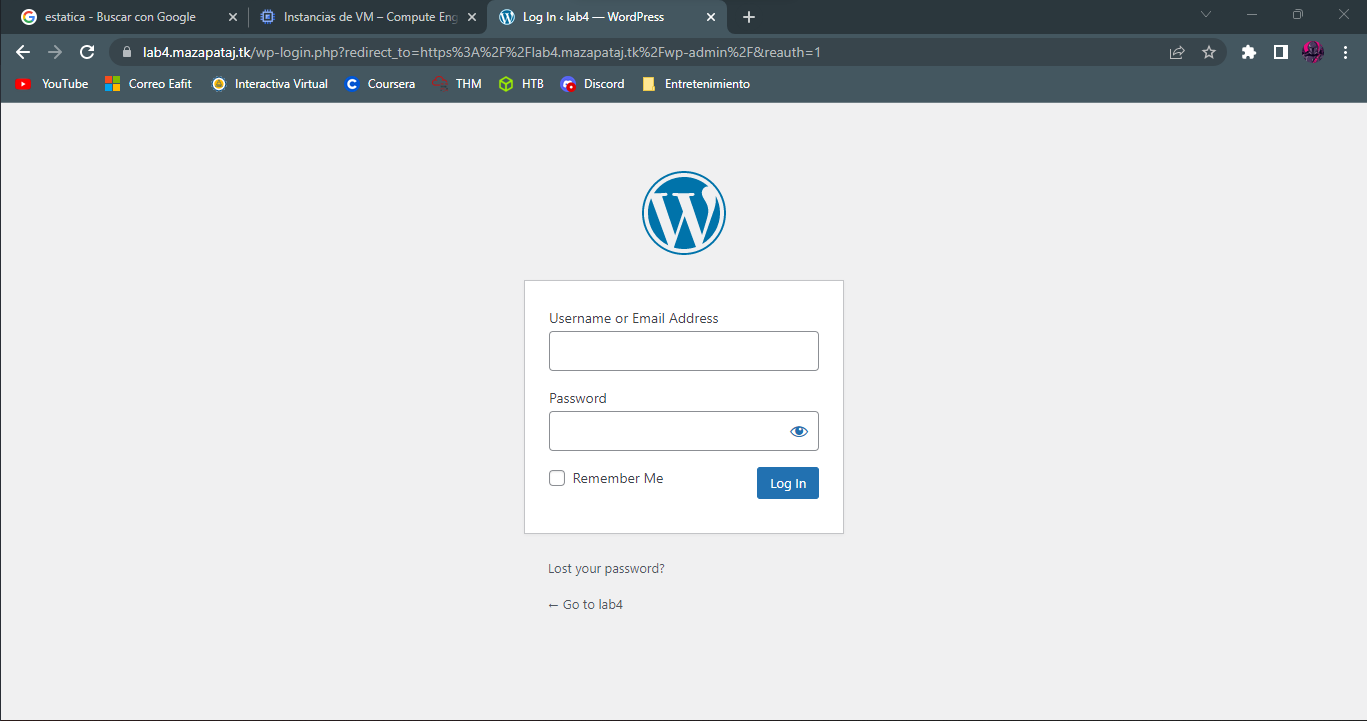 estatica - Buscar con Google
Instancias de VM – Compute Eng
Log In ‹ lab4 — WordPress
lab4.mazapataj.tk/wp-login.php?redirect_to=https%3A%2F%2Flab4.mazapataj.tk%2Fwp-admin%2F&reauth=1
YouTube
Correo Eafit
Interactiva Virtual
Coursera
THM
HTB
Discord
Entretenimiento
Username or Email Address
Password
Remember Me
Log In
Lost your password?
← Go to lab4